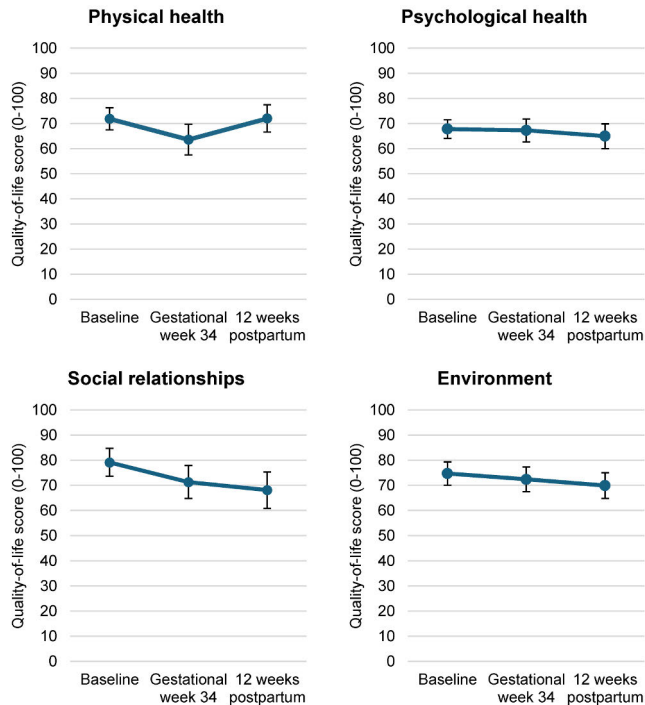 Physical health
Quality-of-life score (0-100)
100
90
80
70
60
50
40
30
20
10
0
Baseline
Gestational
week 34
12 weeks
postpartum
Psychological health
Quality-of-life score (0-100)
100
90
80
70
60
50
40
30
20
10
0
Baseline
Gestational
week 34
12 weeks
postpartum
Social relationships
Quality-of-life score (0-100)
100
90
80
70
60
50
40
30
20
10
0
Baseline
Gestational
week 34
12 weeks
postpartum
Environment
Quality-of-life score (0-100)
100
90
80
70
60
50
40
30
20
10
0
Baseline
Gestational
week 34
12 weeks
postpartum